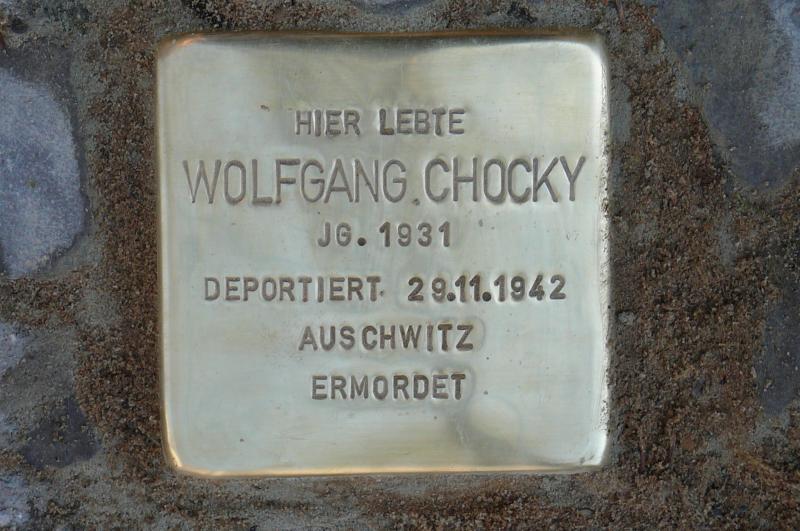 HIER LEBTE
WOLFGANG CHOCKY
JG. 1931
DEPORTIERT 29.11.1942
AUSCHWITZ
ERMORDET